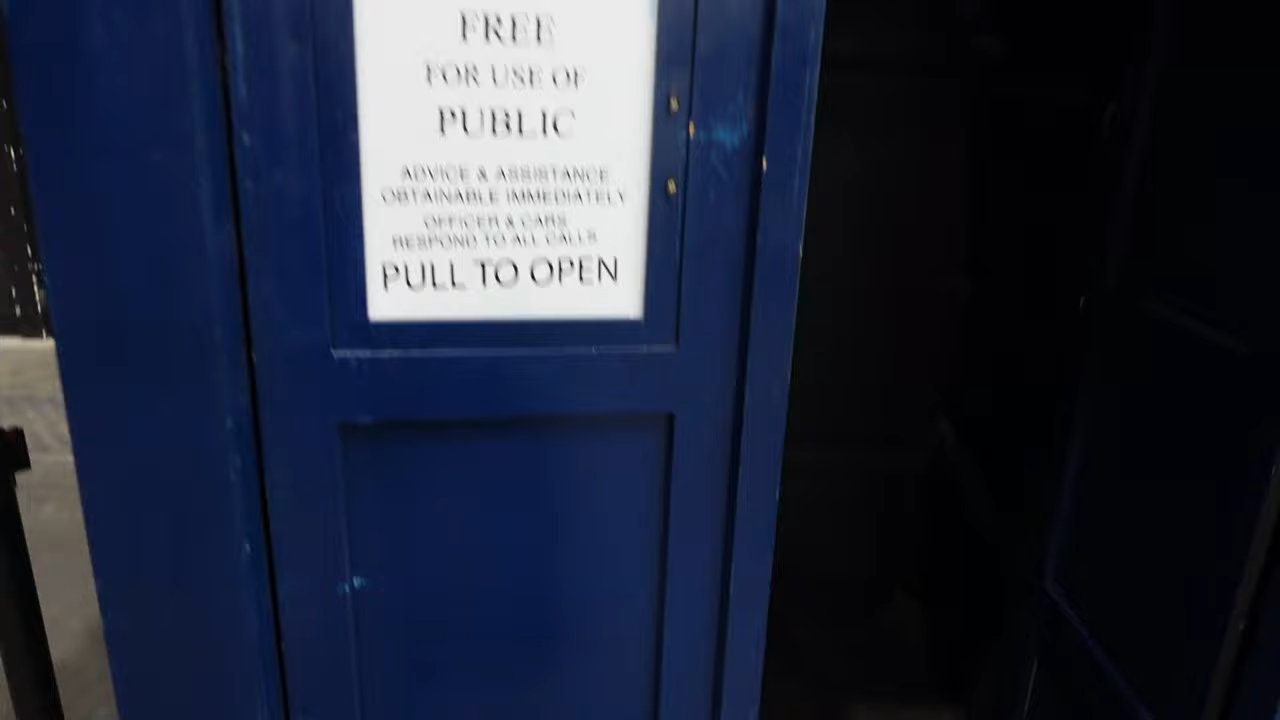 FREE
FOR USE OF
PUBLIC
ADVICE & ASSISTANCE
OBTAINABLE IMMEDIATELY
OFFICER & CARS
RESPOND TO ALL CALLS
PULL TO OPEN